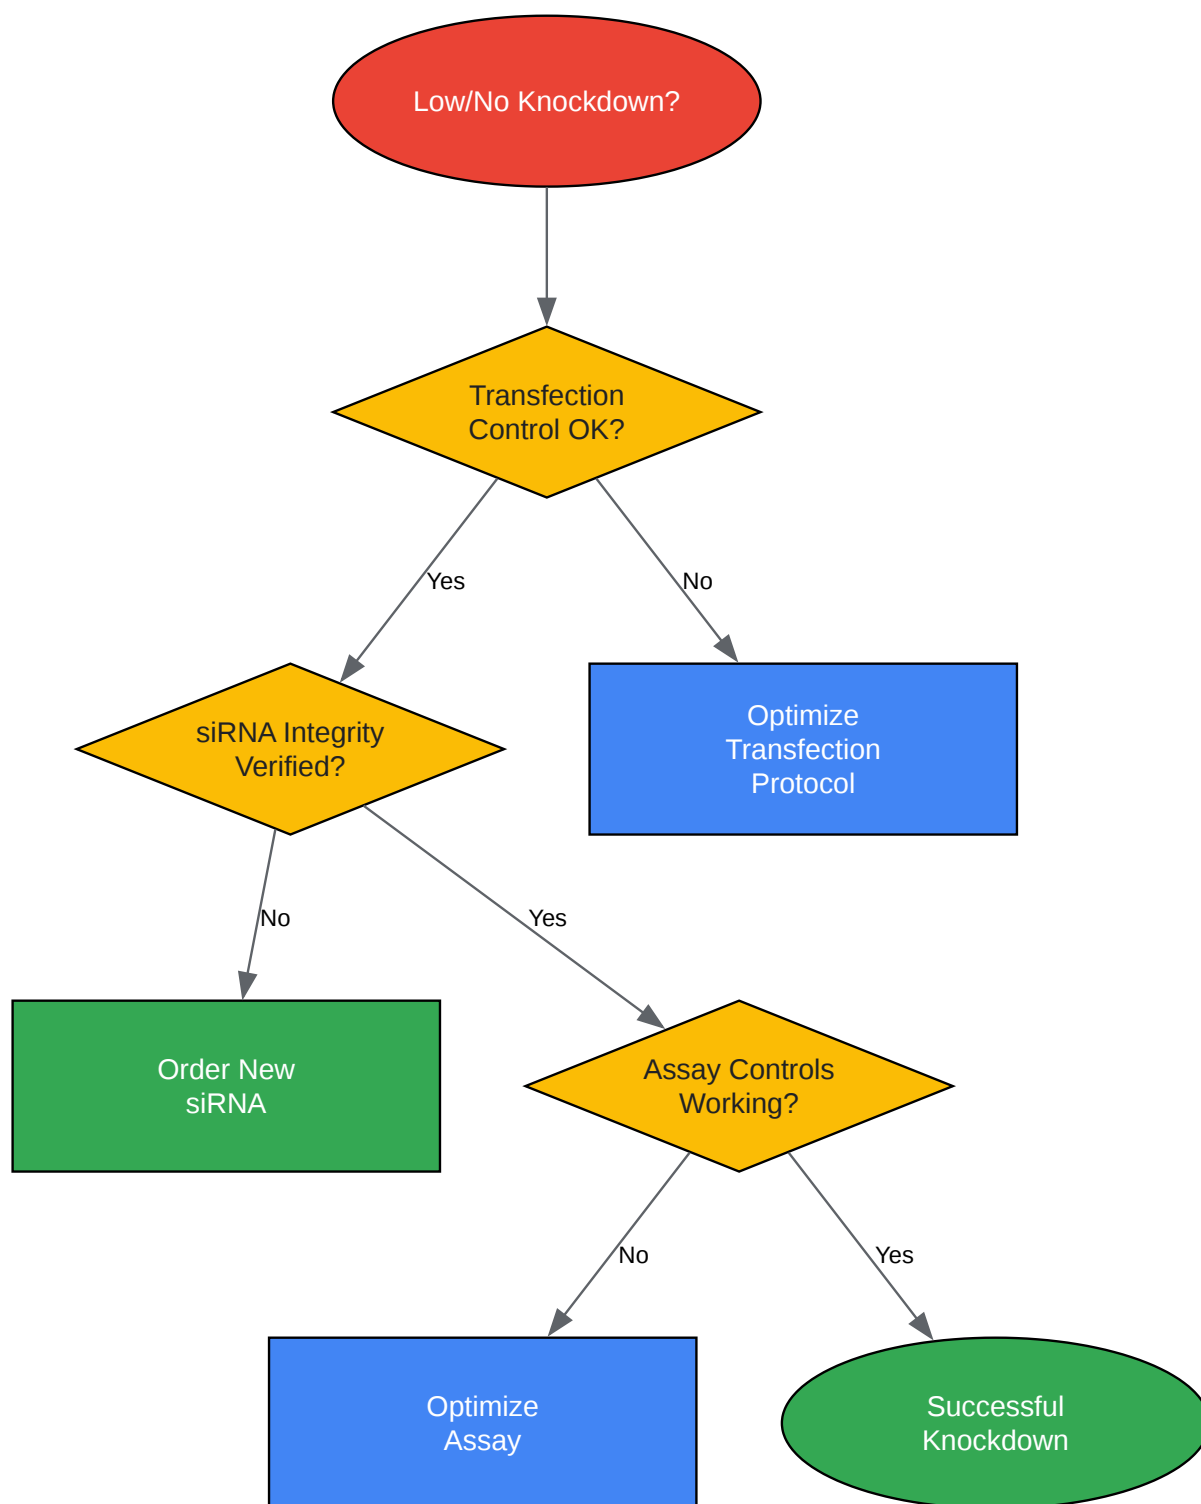 Low/No Knockdown?
Transfection
Control OK?
Yes
No
siRNA Integrity
Verified?
Optimize
Transfection
Protocol
No
Yes
Order New
siRNA
Assay Controls
Working?
No
Yes
Optimize
Assay
Successful
Knockdown